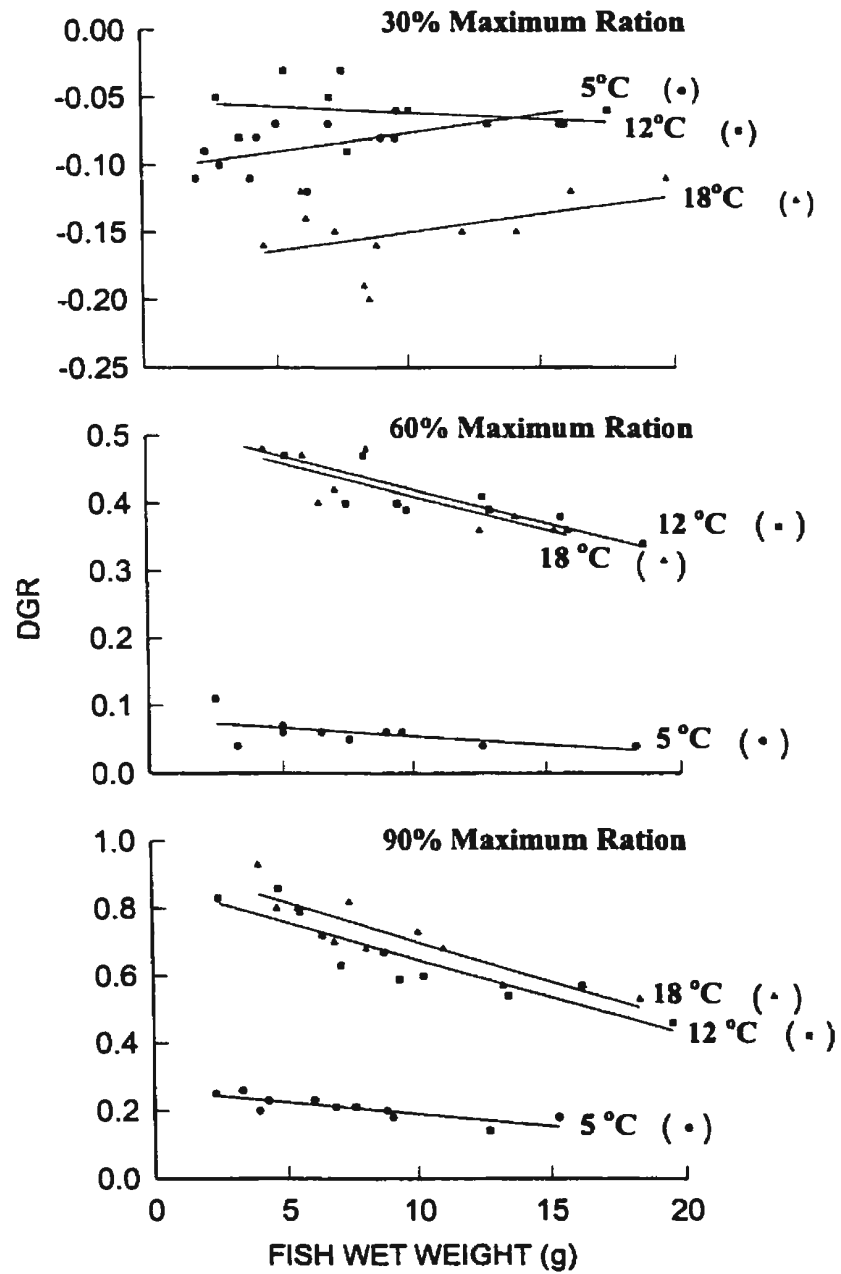 30% Maximum Ration
0.00
-0.05
-0.10
-0.15
-0.20
-0.25
5°C (●)
12°C (■)
18°C (▲)
60% Maximum Ration
0.5
0.4
0.3
0.2
0.1
0.0
12 °C (■)
18 °C (▲)
5 °C (●)
DGR
90% Maximum Ration
1.0
0.8
0.6
0.4
0.2
0.0
18 °C (▲)
12 °C (■)
5 °C (●)
0 5 10 15 20
FISH WET WEIGHT (g)